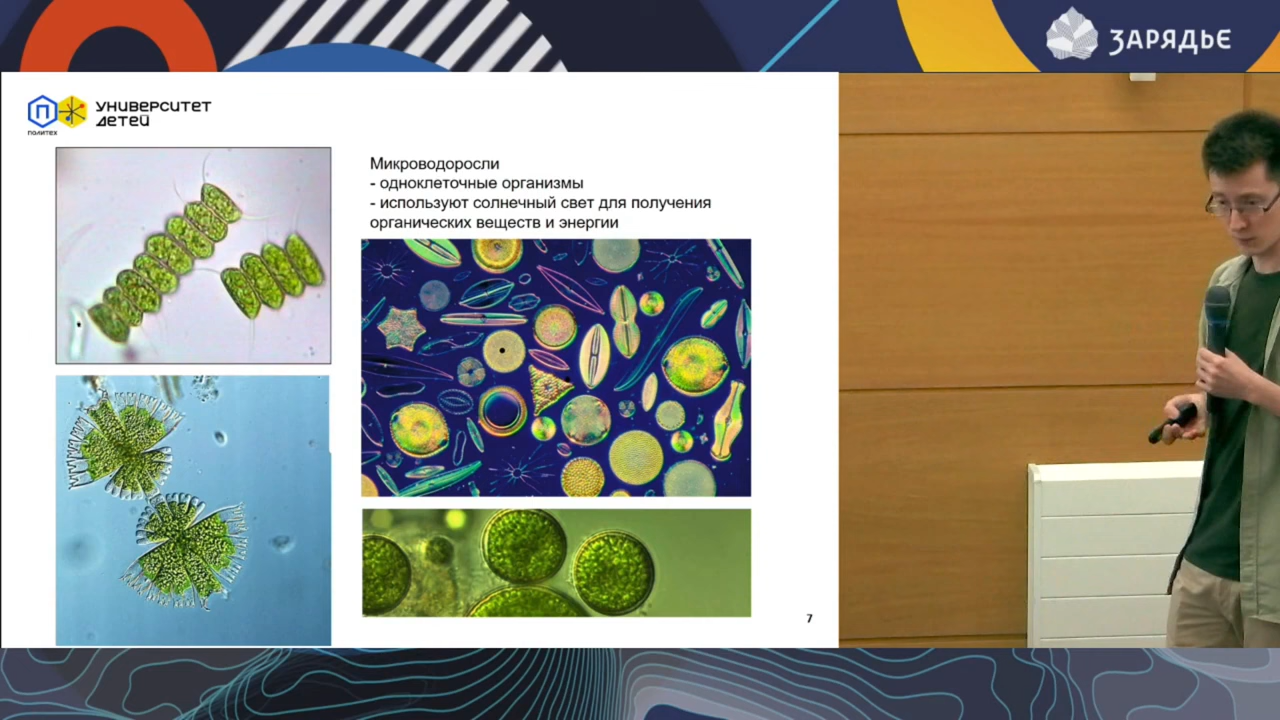 ЗАРЯДЬЕ
УНИВЕРСИТЕТ
ДЕТЕЙ
П
ПОЛИТЕХ
Микроводоросли
- одноклеточные организмы
- используют солнечный свет для получения
органических веществ и энергии
7